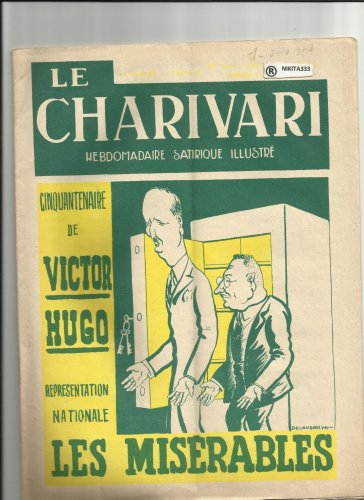 ® NIKITA333
LE
CHARIVARI
HEBDOMADAIRE SATIRIQUE ILLUSTRÉ
CINQUANTENAIRE
DE
VICTOR
HUGO
REPRÉSENTATION
NATIONALE
LES MISÉRABLES